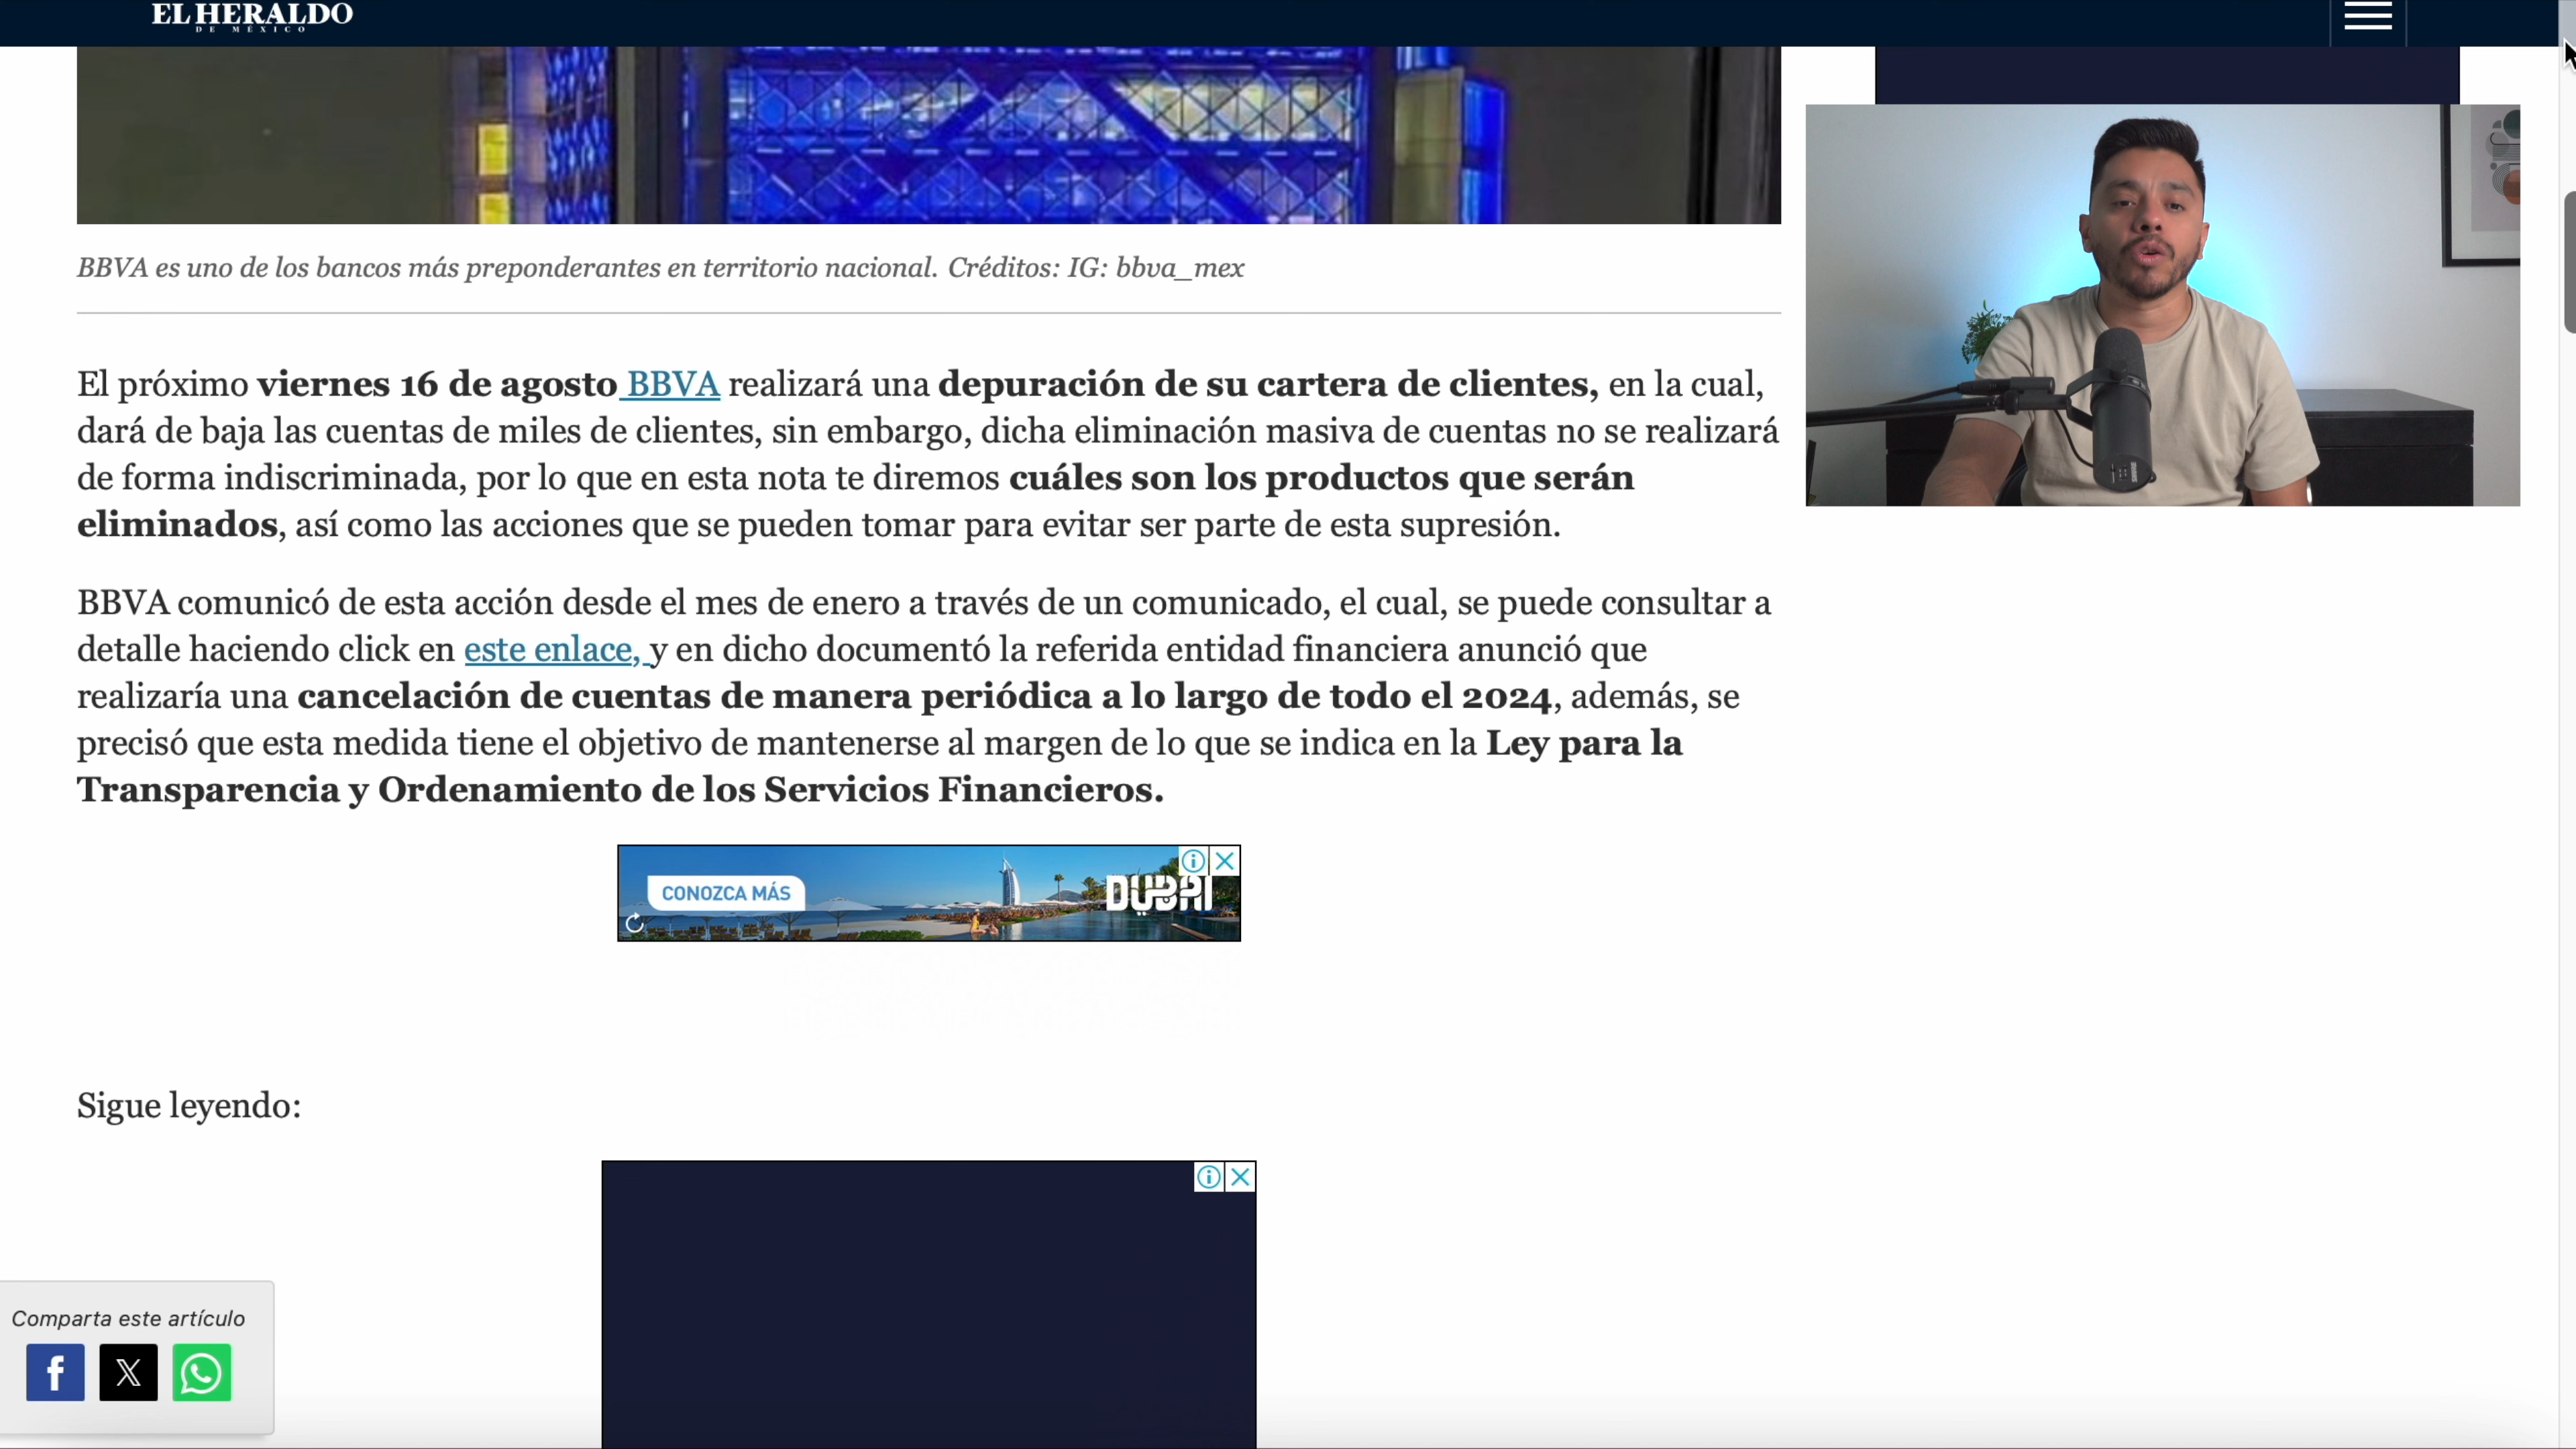 EL HERALDO
DE MÉXICO
BBVA es uno de los bancos más preponderantes en territorio nacional. Créditos: IG: bbva_mex
El próximo viernes 16 de agosto BBVA realizará una depuración de su cartera de clientes, en la cual,
dará de baja las cuentas de miles de clientes, sin embargo, dicha eliminación masiva de cuentas no se realizará
de forma indiscriminada, por lo que en esta nota te diremos cuáles son los productos que serán
eliminados, así como las acciones que se pueden tomar para evitar ser parte de esta supresión.
BBVA comunicó de esta acción desde el mes de enero a través de un comunicado, el cual, se puede consultar a
detalle haciendo click en este enlace, y en dicho documentó la referida entidad financiera anunció que
realizaría una cancelación de cuentas de manera periódica a lo largo de todo el 2024, además, se
precisó que esta medida tiene el objetivo de mantenerse al margen de lo que se indica en la Ley para la
Transparencia y Ordenamiento de los Servicios Financieros.
CONOZCA MÁS
DUBAI
Sigue leyendo:
Comparta este artículo